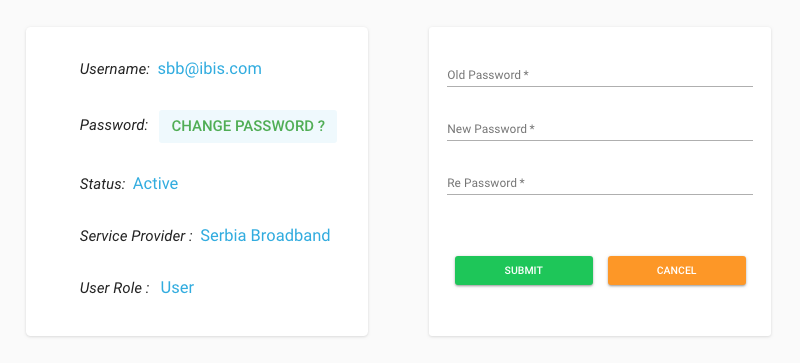 Username: sbb@ibis.com
Password: CHANGE PASSWORD ?
Status: Active
Service Provider : Serbia Broadband
User Role : User
Old Password *
New Password *
Re Password *
SUBMIT CANCEL